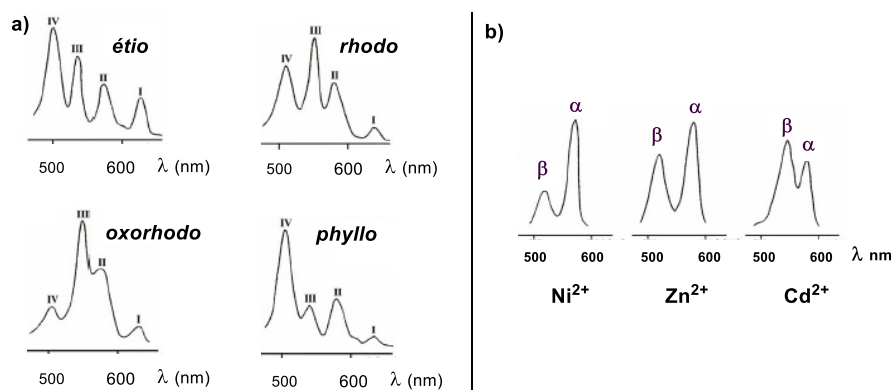 a)
étio
IV
III
II
I
500
600
λ (nm)
rhodo
IV
III
II
I
500
600
λ (nm)
oxorhodo
IV
III
II
I
500
600
λ (nm)
phyllo
IV
III
II
I
500
600
λ (nm)
b)
β
α
500
600
Ni²⁺
β
α
500
600
Zn²⁺
β
α
500
600
λ nm
Cd²⁺